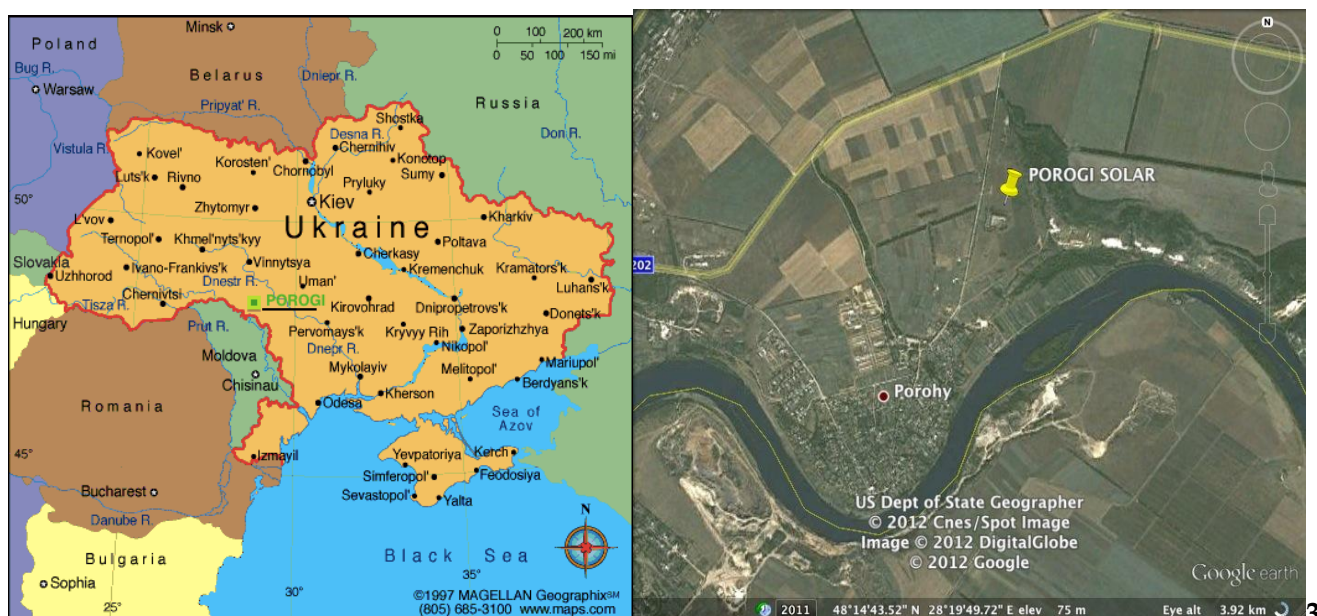 Minsk
0 100 200 km
0 50 100 150 mi
Poland
Belarus
Dniepr R.
Bug R.
Warsaw
Pripyat' R.
Russia
Shostka
Desna R.
Don R.
Chernihiv
Vistula R.
Kovel'
Korosten'
Konotop
Chornobyl
Sumy
Luts'k
Rivno
Pryluky
50°
Zhytomyr
Kiev
L'vov
Ukraine
Kharkiv
Ternopol'
Khmel'nyts'kyy
Poltava
Cherkasy
Slovakia
Vinnytsya
Ivano-Frankivs'k
Kremenchuk
Kramators'k
Uzhhorod
Dnestr R.
Uman'
Luhans'k
Chernivtsi
POROGI
Tisza R.
Kirovohrad
Dnipropetrovs'k
Donets'k
Hungary
Prut R.
Pervomays'k
Kryvyy Rih
Zaporizhzhya
Dnepr R.
Nikopol'
Moldova
Mariupol'
Mykolayiv
Melitopol'
Chisinau
Berdyans'k
Kherson
Romania
Odesa
Sea of
Azov
45°
Izmayil
Yevpatoriya
Kerch
Simferopol'
Feodosiya
Bucharest
Sevastopol'
Yalta
Danube R.
N
Bulgaria
Black Sea
Sophia
35°
30°
©1997 MAGELLAN Geographix℠
25°
(805) 685-3100 www.maps.com
N
POROGI SOLAR
202
Porohy
US Dept of State Geographer
© 2012 Cnes/Spot Image
Image © 2012 DigitalGlobe
© 2012 Google
Google earth
2011 48°14'43.52" N 28°19'49.72" E elev 75 m Eye alt 3.92 km
3